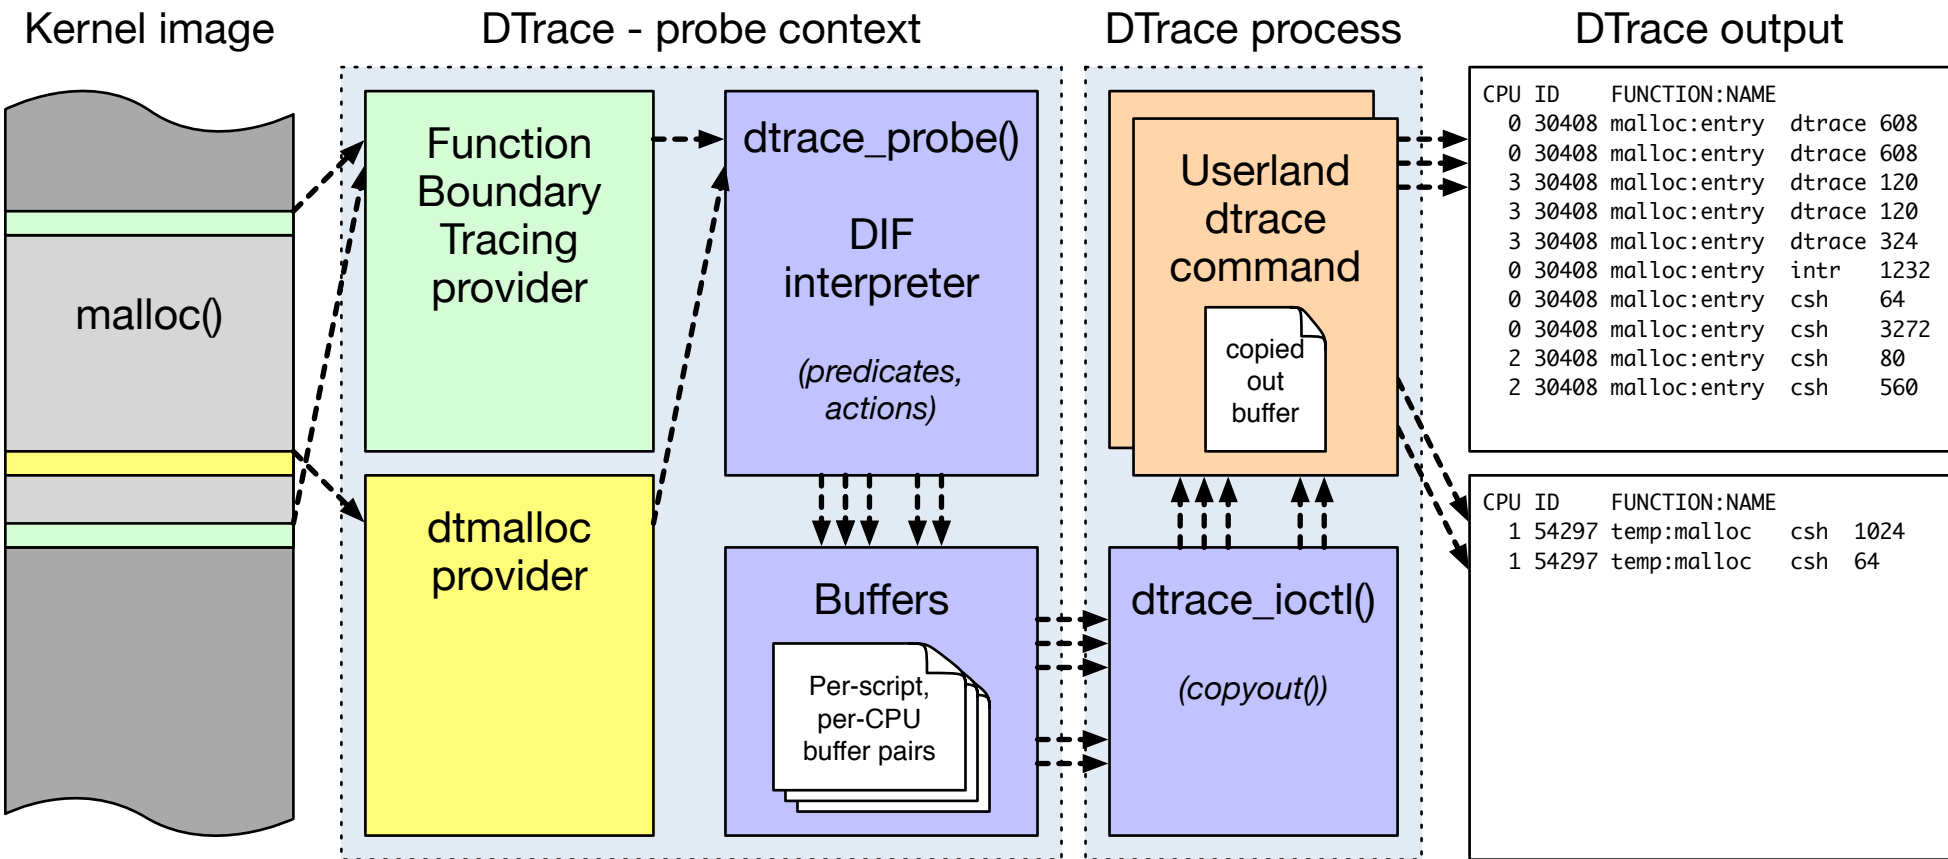 Kernel image
DTrace - probe context
DTrace process
DTrace output
malloc()
Function
Boundary
Tracing
provider
dtmalloc
provider
dtrace_probe()
DIF
interpreter
(predicates,
actions)
Buffers
Per-script,
per-CPU
buffer pairs
Userland
dtrace
command
copied
out
buffer
dtrace_ioctl()
(copyout())
CPU ID FUNCTION:NAME
0 30408 malloc:entry dtrace 608
0 30408 malloc:entry dtrace 608
3 30408 malloc:entry dtrace 120
3 30408 malloc:entry dtrace 120
3 30408 malloc:entry dtrace 324
0 30408 malloc:entry intr 1232
0 30408 malloc:entry csh 64
0 30408 malloc:entry csh 3272
2 30408 malloc:entry csh 80
2 30408 malloc:entry csh 560
CPU ID FUNCTION:NAME
1 54297 temp:malloc csh 1024
1 54297 temp:malloc csh 64